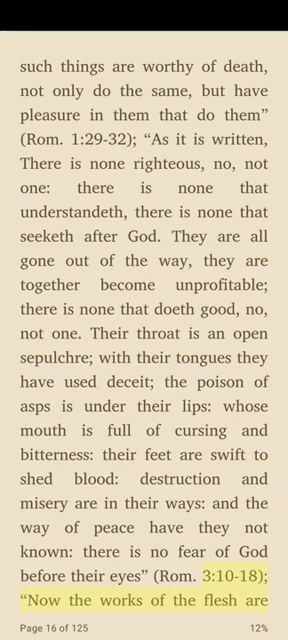 such things are worthy of death,
not only do the same, but have
pleasure in them that do them”
(Rom. 1:29-32); “As it is written,
There is none righteous, no, not
one: there is none that
understandeth, there is none that
seeketh after God. They are all
gone out of the way, they are
together become unprofitable;
there is none that doeth good, no,
not one. Their throat is an open
sepulchre; with their tongues they
have used deceit; the poison of
asps is under their lips: whose
mouth is full of cursing and
bitterness: their feet are swift to
shed blood: destruction and
misery are in their ways: and the
way of peace have they not
known: there is no fear of God
before their eyes” (Rom. 3:10-18);
“Now the works of the flesh are
Page 16 of 125 12%